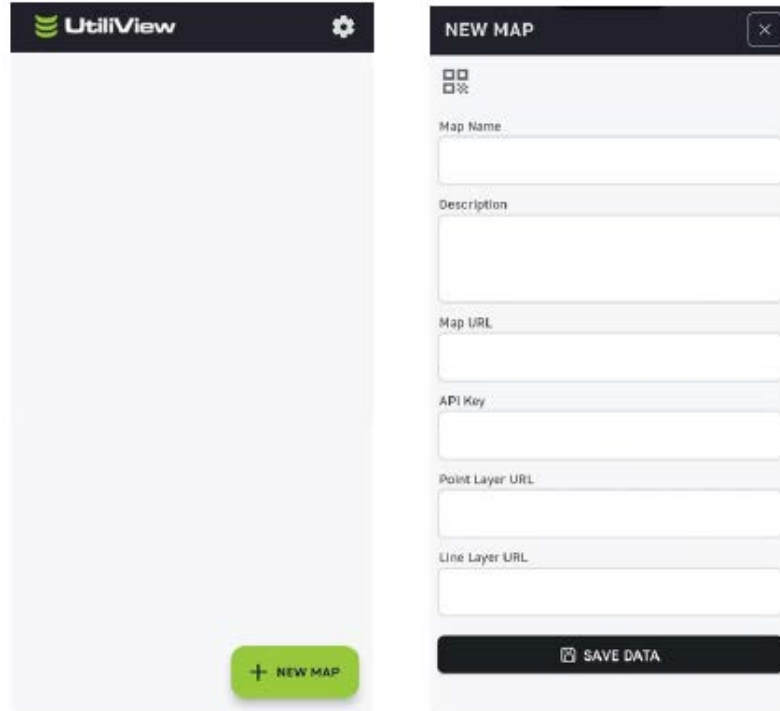 UtiliView
+ NEW MAP
NEW MAP
Map Name
Description
Map URL
API Key
Point Layer URL
Line Layer URL
SAVE DATA